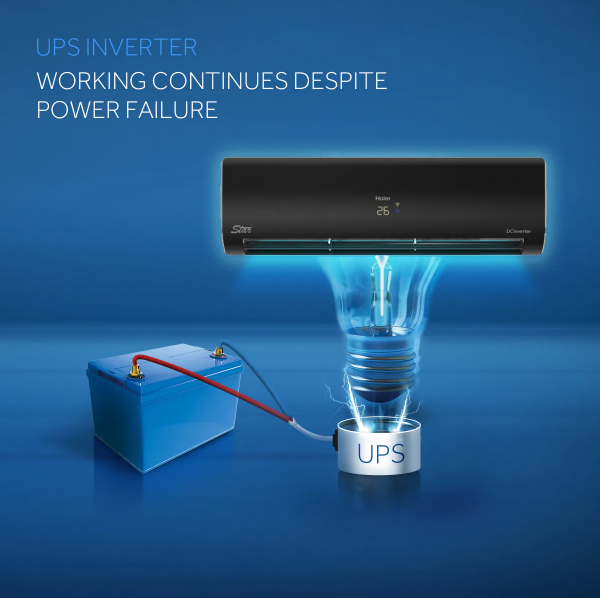 UPS INVERTER
WORKING CONTINUES DESPITE
POWER FAILURE
Haier
26
Star
DC Inverter
UPS